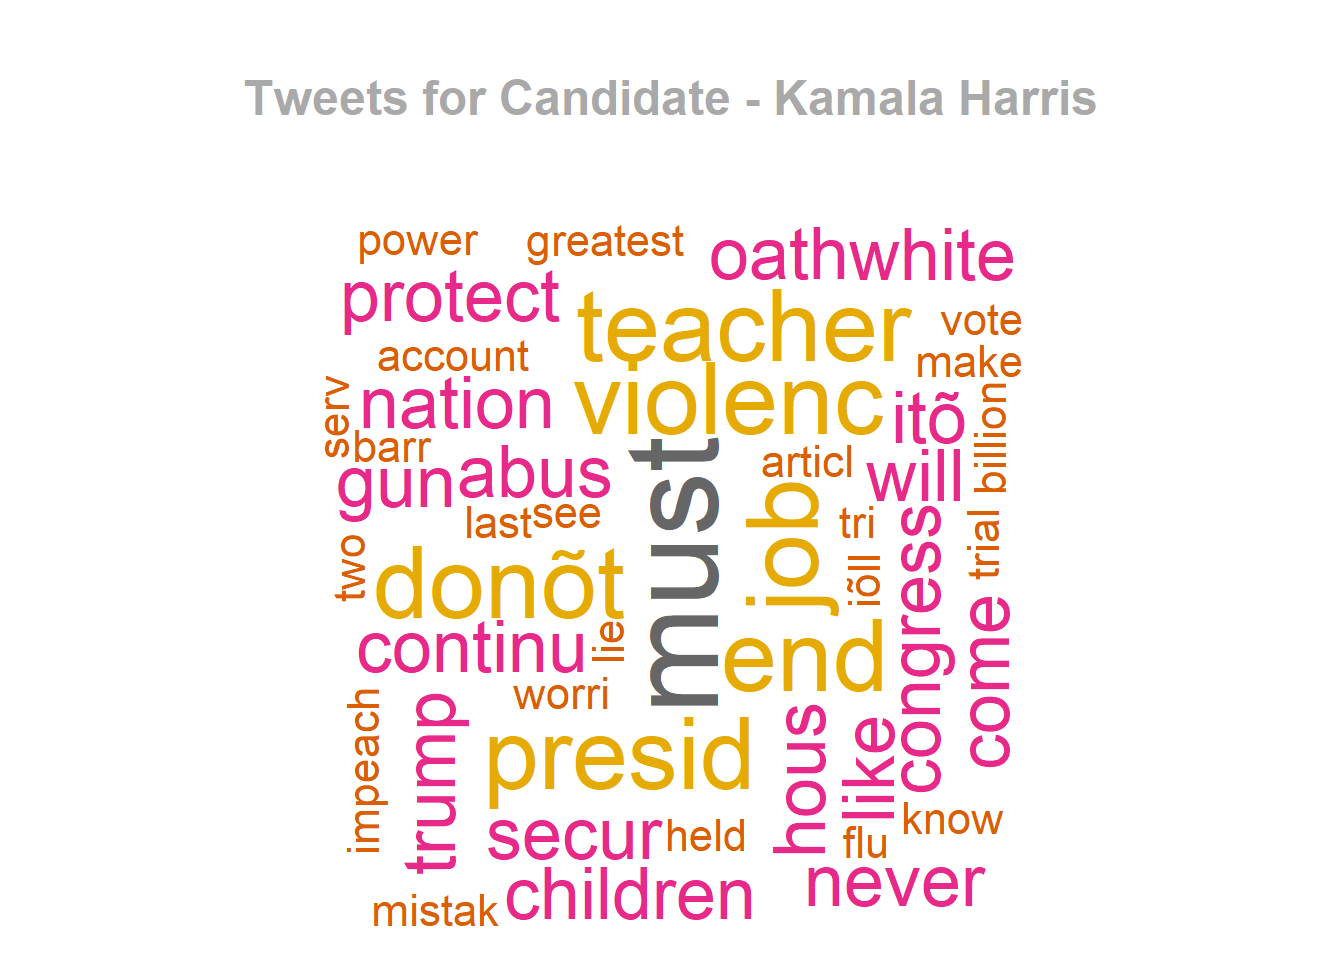 Tweets for Candidate - Kamala Harris
power
greatest
oath
white
protect
teacher
vote
account
make
serv
nation
violenc
itõ
billion
barr
gun
abus
must
articl
will
last
see
job
tri
trial
two
donõt
iõll
congress
continu
lie
end
come
worri
impeach
trump
presid
hous
like
secur
held
flu
know
mistak
children
never